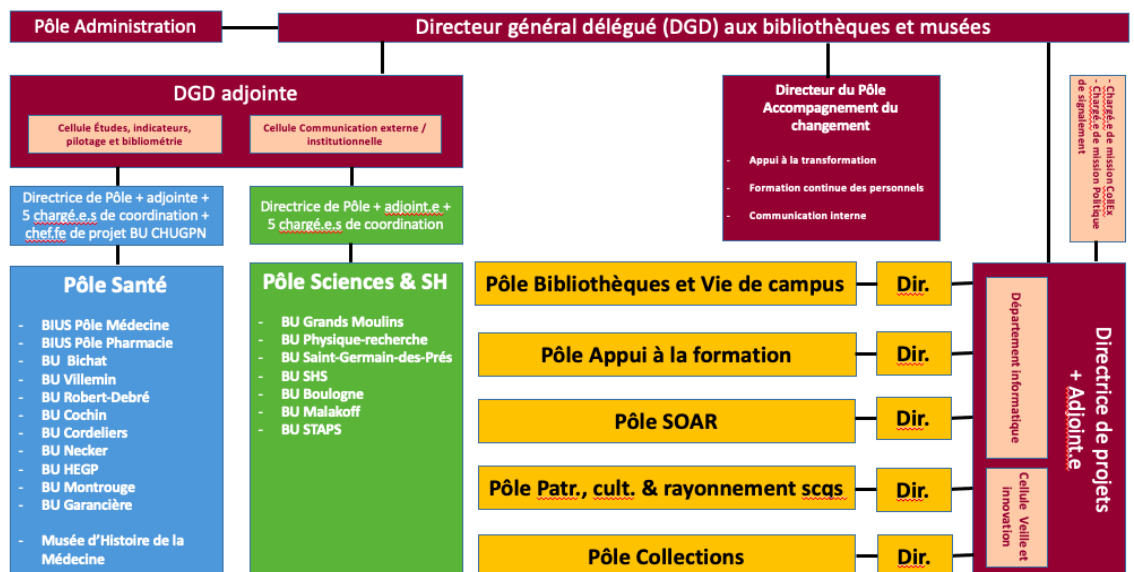 Pôle Administration
Directeur général délégué (DGD) aux bibliothèques et musées
DGD adjointe
Cellule Études, indicateurs,
pilotage et bibliométrie
Cellule Communication externe /
institutionnelle
Directeur du Pôle
Accompagnement du
changement
- Appui à la transformation
- Formation continue des personnels
- Communication interne
- Chargé.e de mission CollEx
- Chargé.e de mission Politique
de signalement
Directrice de Pôle + adjointe +
5 chargé.e.s de coordination +
chef.fe de projet BU CHUGPN
Directrice de Pôle + adjoint.e +
5 chargé.e.s de coordination
Pôle Santé
- BIUS Pôle Médecine
- BIUS Pôle Pharmacie
- BU Bichat
- BU Villemin
- BU Robert-Debré
- BU Cochin
- BU Cordeliers
- BU Necker
- BU HEGP
- BU Montrouge
- BU Garancière
- Musée d’Histoire de la
Médecine
Pôle Sciences & SH
- BU Grands Moulins
- BU Physique-recherche
- BU Saint-Germain-des-Prés
- BU SHS
- BU Boulogne
- BU Malakoff
- BU STAPS
Pôle Bibliothèques et Vie de campus
Dir.
Pôle Appui à la formation
Dir.
Pôle SOAR
Dir.
Pôle Patr., cult. & rayonnement scqs
Dir.
Pôle Collections
Dir.
Département informatique
Cellule Veille et
innovation
Directrice de projets
+ Adjoint.e